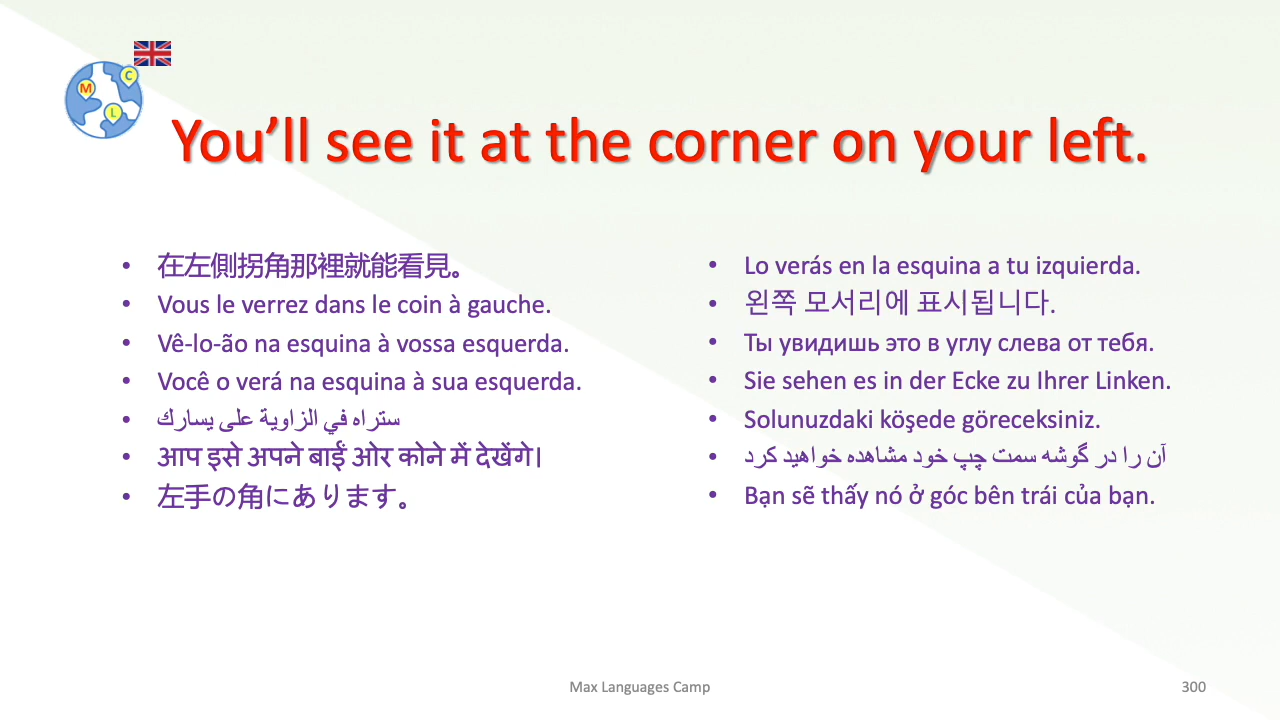 C
M
L
You’ll see it at the corner on your left.
• 在左側拐角那裡就能看見。
• Vous le verrez dans le coin à gauche.
• Vê-lo-ão na esquina à vossa esquerda.
• Você o verá na esquina à sua esquerda.
• ستراه في الزاوية على يسارك
• आप इसे अपने बाईं ओर कोने में देखेंगे।
• 左手の角にあります。
• Lo verás en la esquina a tu izquierda.
• 왼쪽 모서리에 표시됩니다.
• Ты увидишь это в углу слева от тебя.
• Sie sehen es in der Ecke zu Ihrer Linken.
• Solunuzdaki köşede göreceksiniz.
• آن را در گوشه سمت چپ خود مشاهده خواهید کرد
• Bạn sẽ thấy nó ở góc bên trái của bạn.
Max Languages Camp
300